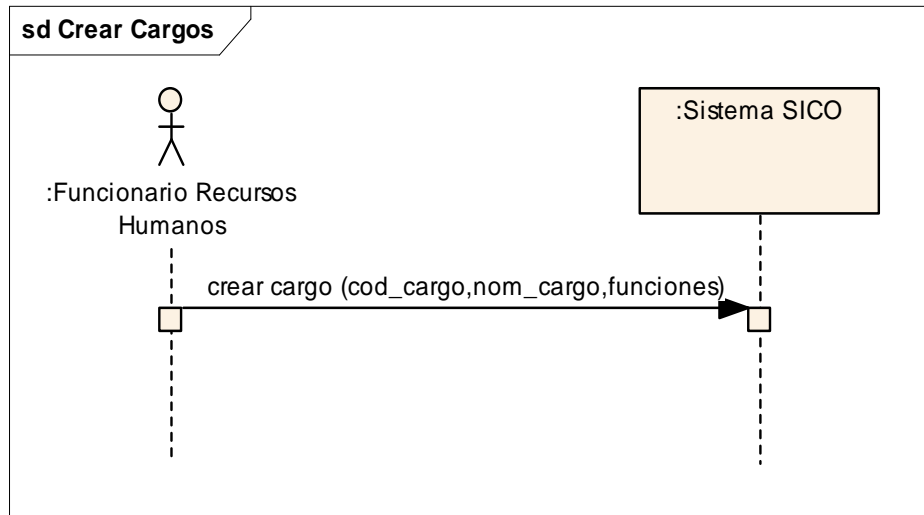 sd Crear Cargos
:Funcionario Recursos
Humanos
:Sistema SICO
crear cargo (cod_cargo,nom_cargo,funciones)